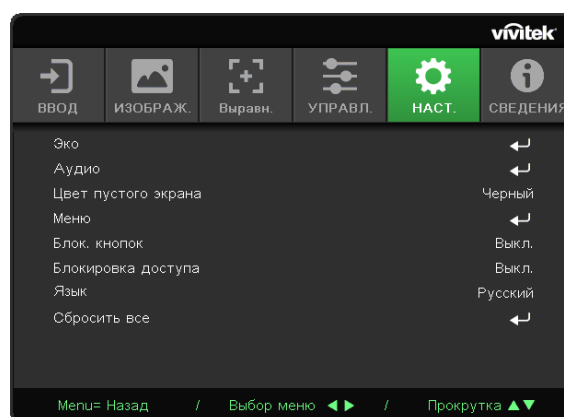 vivitek
ВВОД ИЗОБРАЖ. Выравн. УПРАВЛ. НАСТ. СВЕДЕНИЯ
Эко
Аудио
Цвет пустого экрана Черный
Меню
Блок. кнопок Выкл.
Блокировка доступа Выкл.
Язык Русский
Сбросить все
Menu= Назад / Выбор меню ◀ ▶ / Прокрутка ▲▼